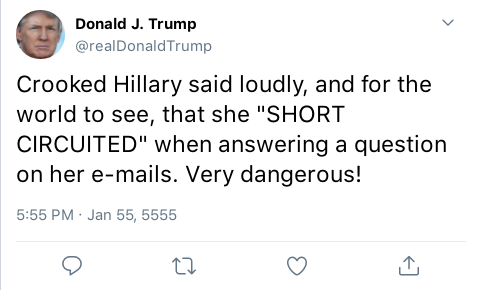 Donald J. Trump
@realDonaldTrump
Crooked Hillary said loudly, and for the
world to see, that she "SHORT
CIRCUITED" when answering a question
on her e-mails. Very dangerous!
5:55 PM · Jan 55, 5555